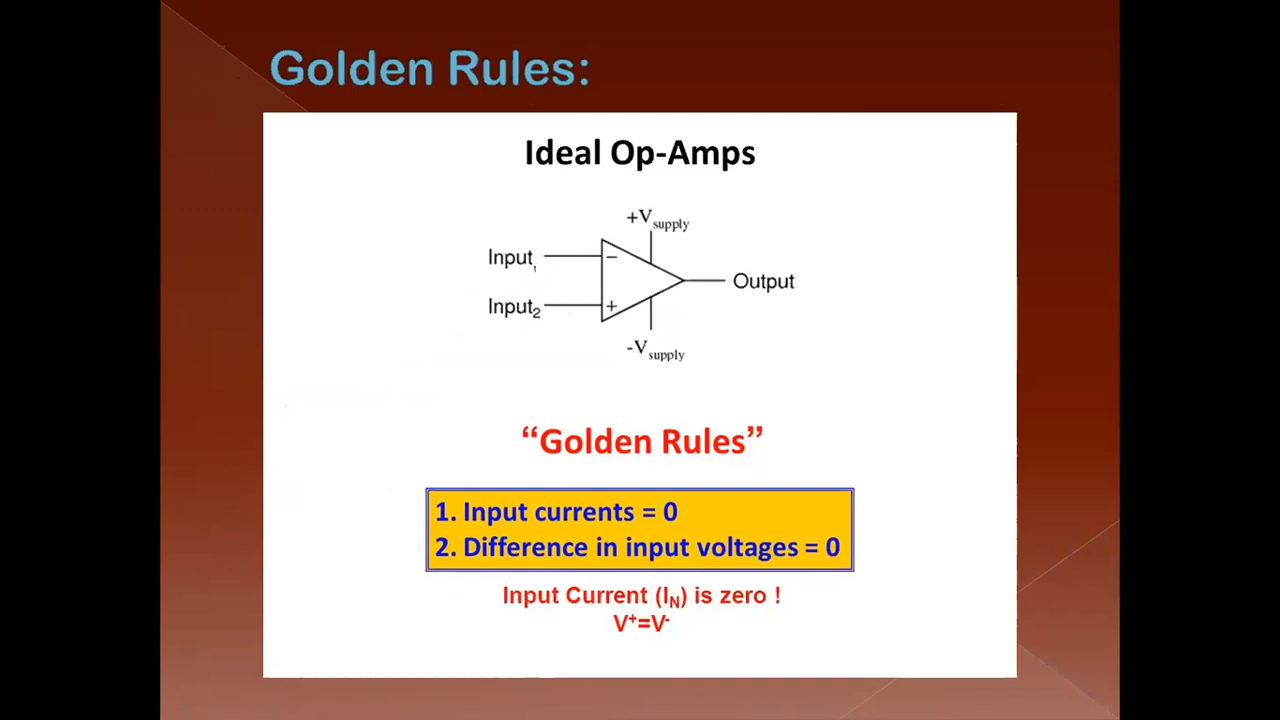 Golden Rules:
Ideal Op-Amps
+Vsupply
Input1
−
Output
Input2
+
-Vsupply
“Golden Rules”
1. Input currents = 0
2. Difference in input voltages = 0
Input Current (IN) is zero !
V+=V-